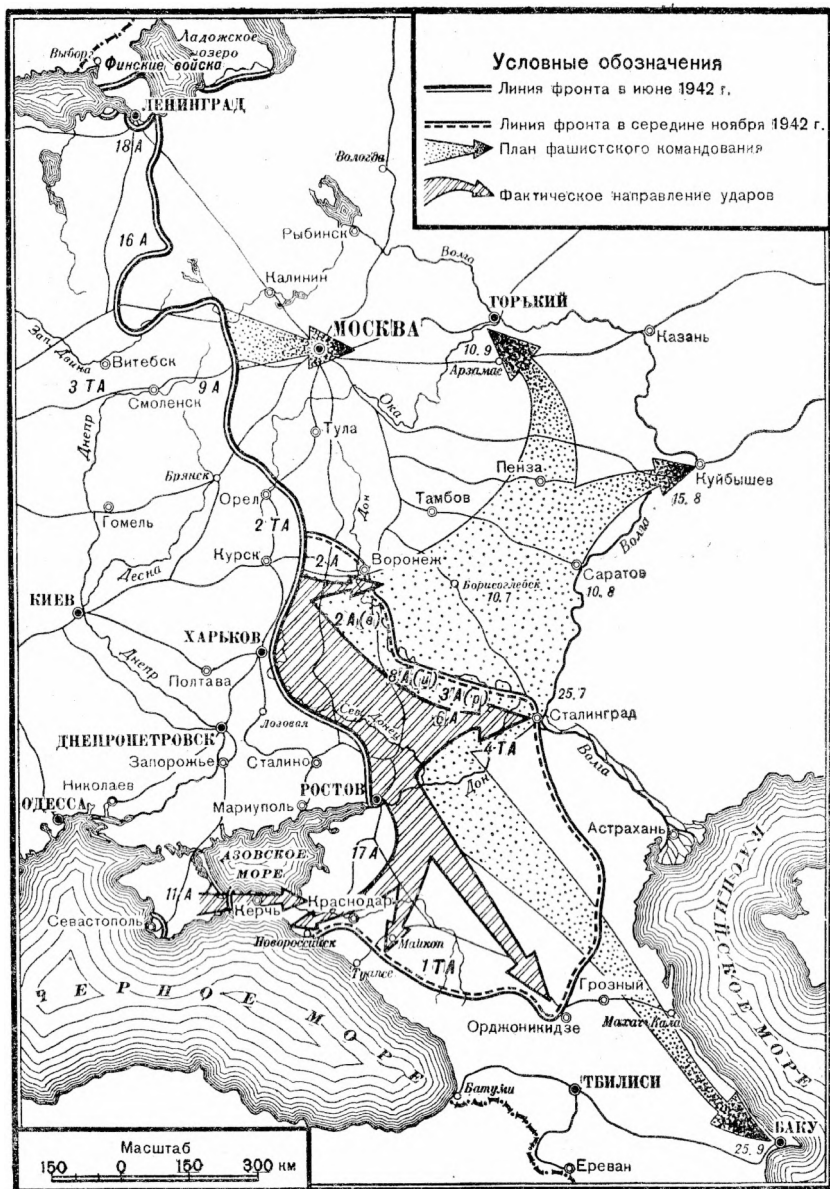 Условные обозначения
Линия фронта в июне 1942 г.
Линия фронта в середине ноября 1942 г.
План фашистского командования
Фактическое направление ударов
Ладожское
озеро
Выборг
Финские войска
ЛЕНИНГРАД
18 А
Вологда
16 А
Рыбинск
Калинин
Волга
ГОРЬКИЙ
МОСКВА
Казань
Зап. Двина
Витебск
10.9
Арзамас
3 ТА
9 А
Смоленск
Ока
Днепр
Тула
Брянск
Пенза
Куйбышев
Орел
Дон
Тамбов
15.8
Гомель
2 ТА
Волга
Курск
2 А
Воронеж
Саратов
Десна
Борисоглебск
10.7
10.8
КИЕВ
2 А (в)
ХАРЬКОВ
Днепр
8 А (и)
Полтава
3 А (р)
25.7
6 А
Сталинград
Сев. Донец
Лозовая
4 ТА
ДНЕПРОПЕТРОВСК
Запорожье
Сталино
Дон
Волга
Николаев
ОДЕССА
Мариуполь
РОСТОВ
Астрахань
АЗОВСКОЕ
МОРЕ
17 А
11 А
Керчь
Краснодар
Севастополь
Новороссийск
Майкоп
КАСПИЙСКОЕ МОРЕ
Туапсе
1 ТА
Грозный
ЧЕРНОЕ МОРЕ
Орджоникидзе
Махач-Кала
Батуми
ТБИЛИСИ
БАКУ
25.9
Ереван
Масштаб
150 0 150 300 км